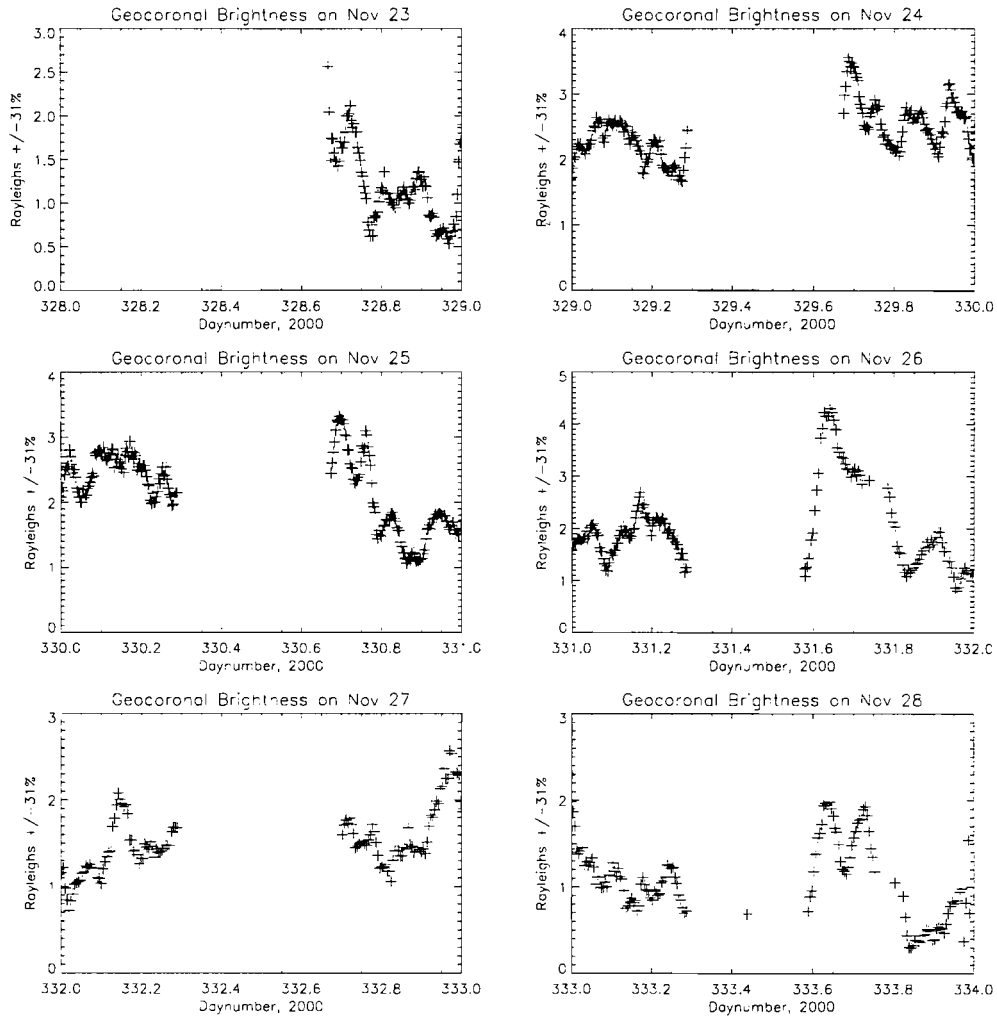 Geocoronal Brightness on Nov 23
Rayleighs +/-31%
3.0
2.5
2.0
1.5
1.0
0.5
0.0
328.0 328.2 328.4 328.6 328.8 329.0
Daynumber, 2000
Geocoronal Brightness on Nov 24
Rayleighs +/-31%
4
3
2
1
0
329.0 329.2 329.4 329.6 329.8 330.0
Daynumber, 2000
Geocoronal Brightness on Nov 25
Rayleighs +/-31%
4
3
2
1
0
330.0 330.2 330.4 330.6 330.8 331.0
Daynumber, 2000
Geocoronal Brightness on Nov 26
Rayleighs +/-31%
5
4
3
2
1
0
331.0 331.2 331.4 331.6 331.8 332.0
Daynumber, 2000
Geocoronal Brightness on Nov 27
Rayleighs +/-31%
3
2
1
0
332.0 332.2 332.4 332.6 332.8 333.0
Daynumber, 2000
Geocoronal Brightness on Nov 28
Rayleighs +/-31%
3
2
1
0
333.0 333.2 333.4 333.6 333.8 334.0
Daynumber, 2000